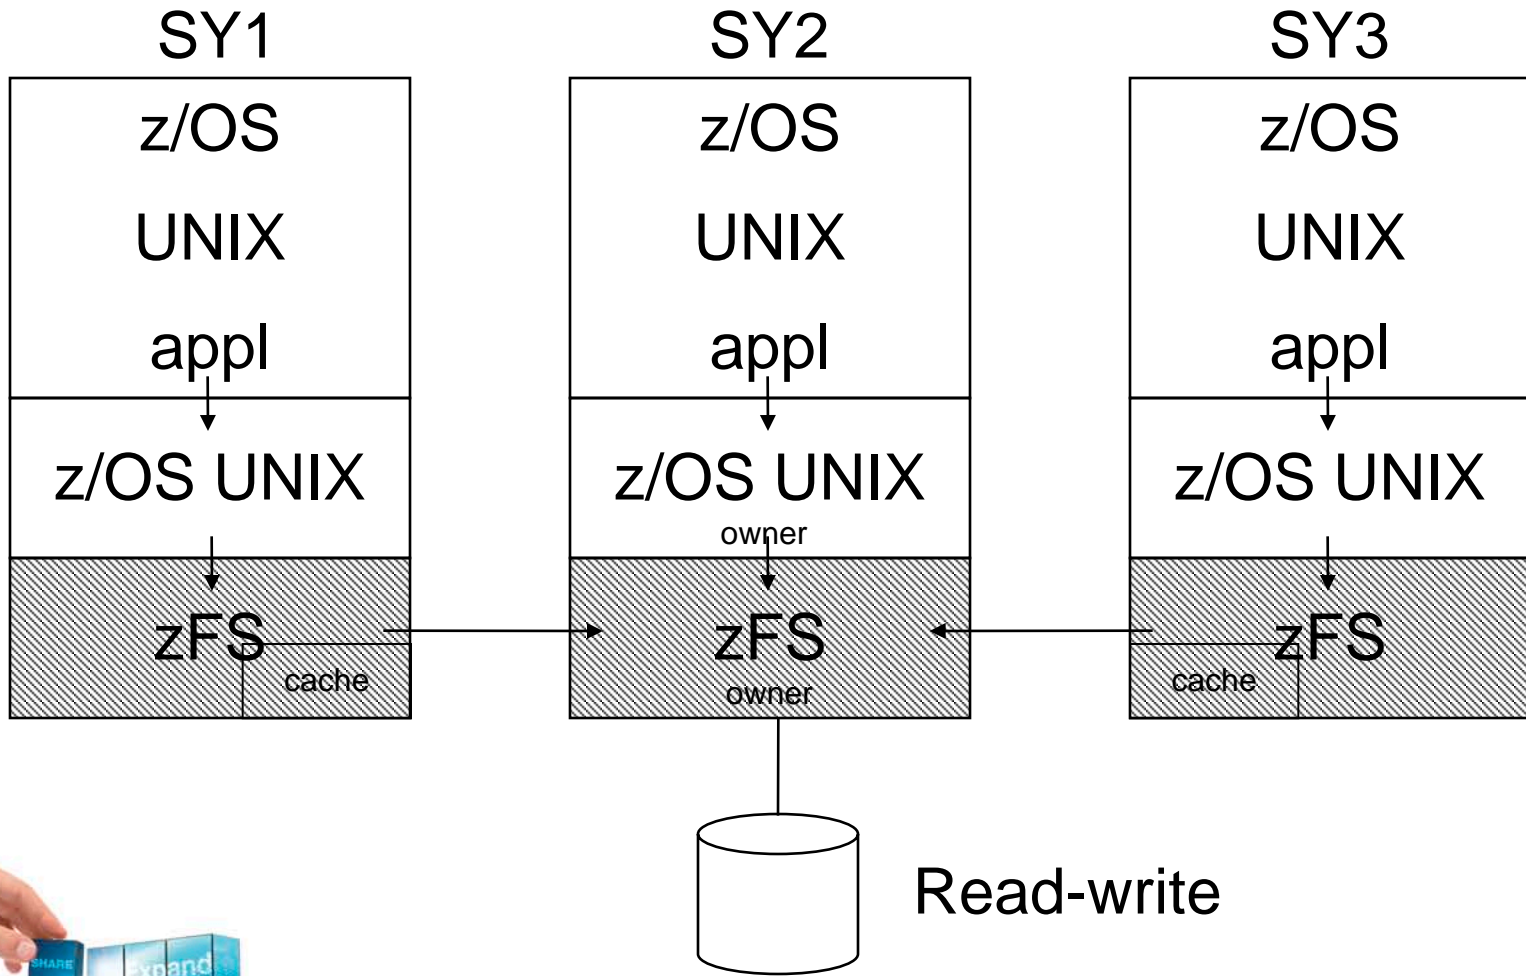 SY1 SY2 SY3
z/OS z/OS z/OS
UNIX UNIX UNIX
appl appl appl
z/OS UNIX z/OS UNIX z/OS UNIX
owner
zFS zFS zFS
cache owner cache
Read-write
SHARE
Expand